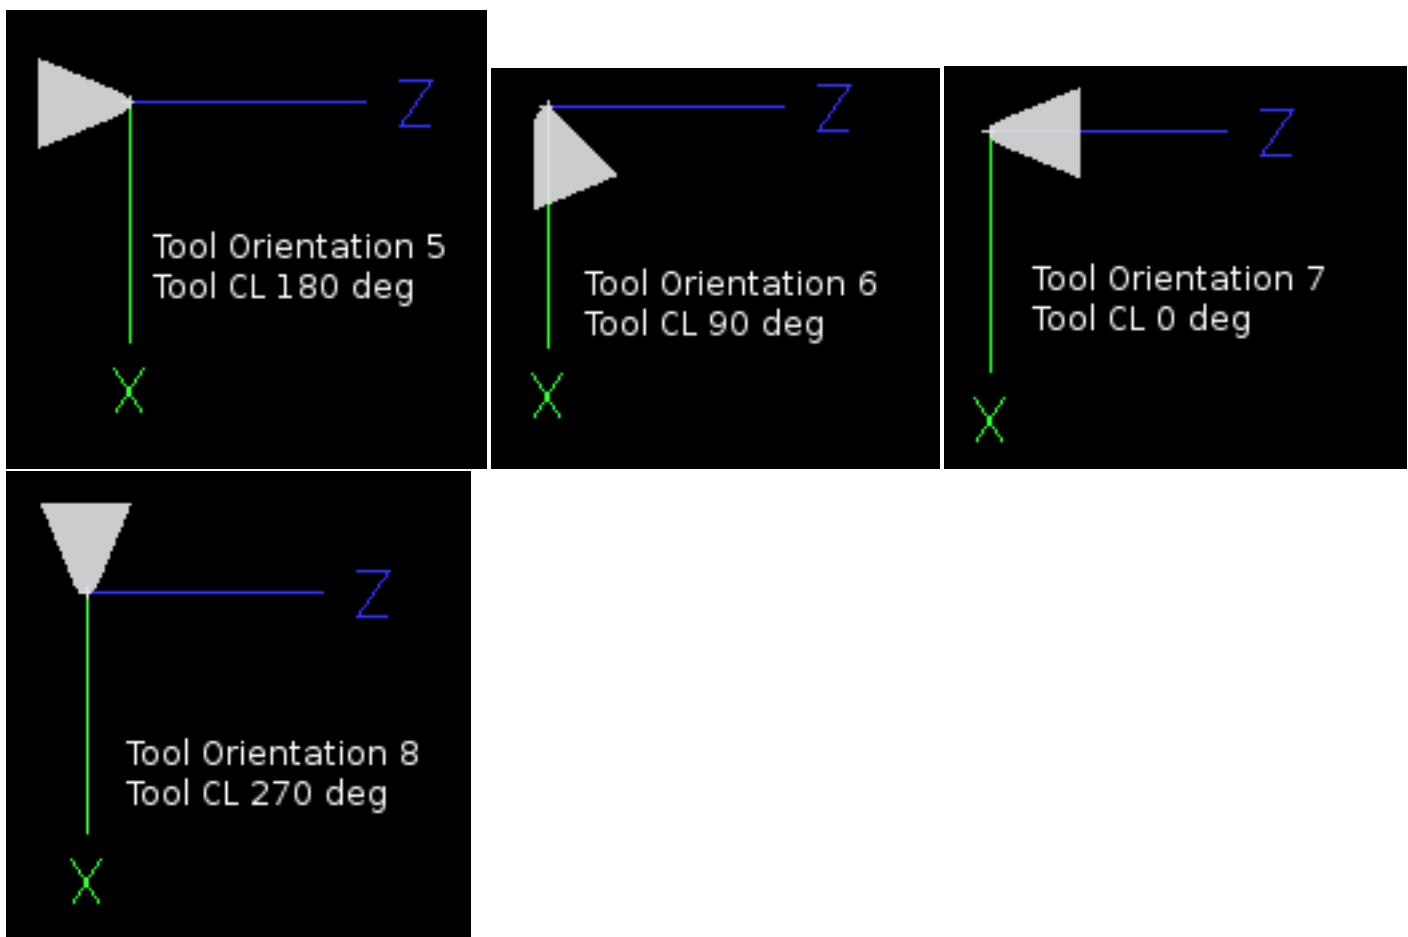 Z
Tool Orientation 5
Tool CL 180 deg
X
Z
Tool Orientation 6
Tool CL 90 deg
X
Z
Tool Orientation 7
Tool CL 0 deg
X
Z
Tool Orientation 8
Tool CL 270 deg
X